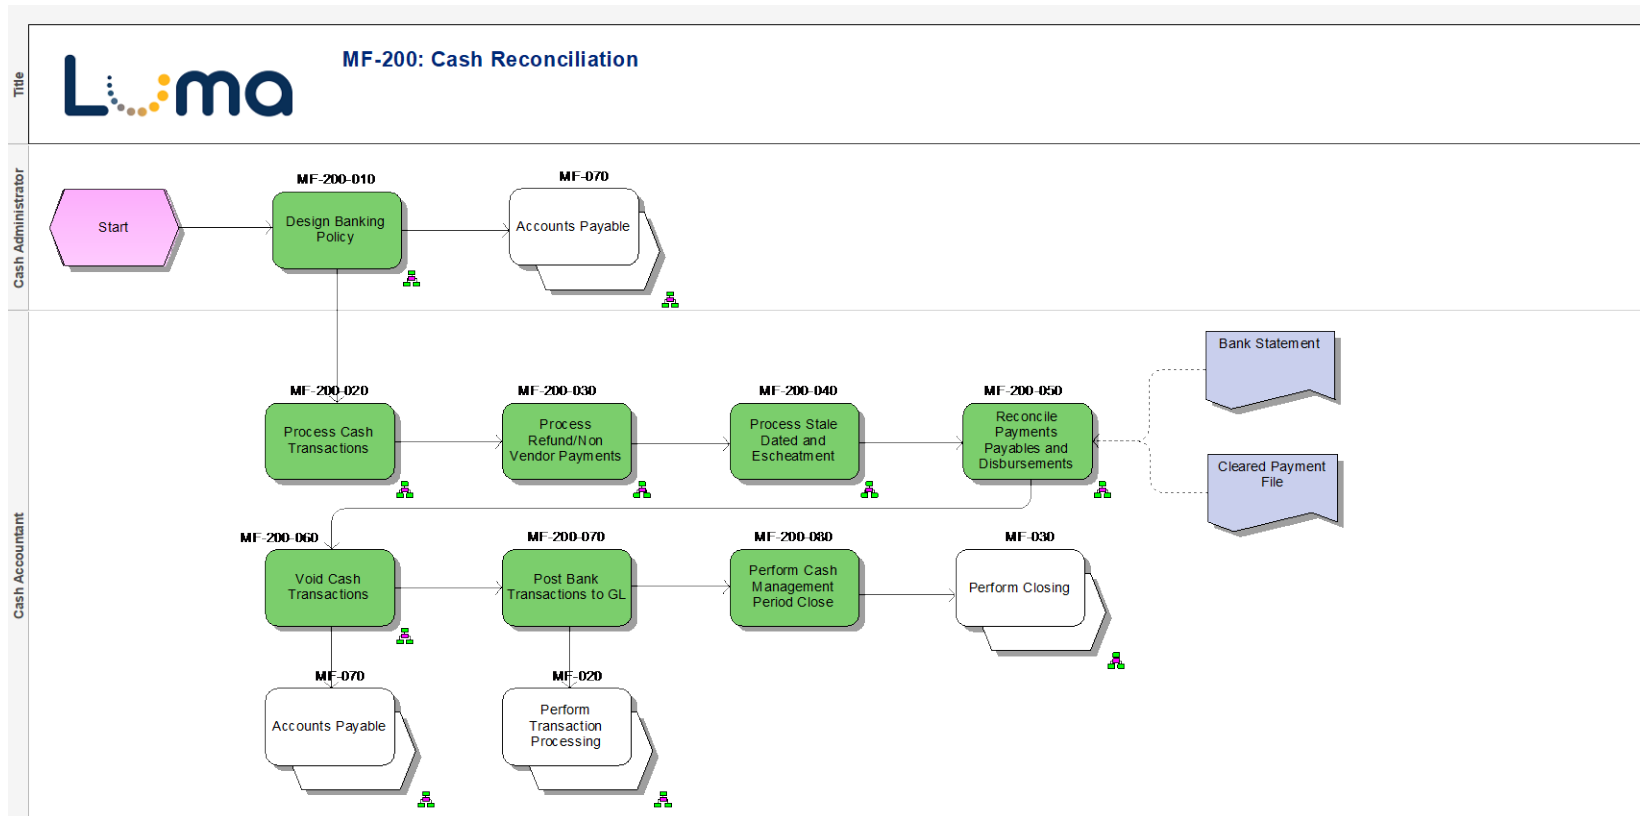 Title
Luma
MF-200: Cash Reconciliation
Cash Administrator
Start
MF-200-010
Design Banking
Policy
MF-070
Accounts Payable
Cash Accountant
MF-200-020
Process Cash
Transactions
MF-200-030
Process
Refund/Non
Vendor Payments
MF-200-040
Process Stale
Dated and
Escheatment
MF-200-050
Reconcile
Payments
Payables and
Disbursements
Bank Statement
Cleared Payment
File
MF-200-060
Void Cash
Transactions
MF-200-070
Post Bank
Transactions to GL
MF-200-080
Perform Cash
Management
Period Close
MF-030
Perform Closing
MF-070
Accounts Payable
MF-020
Perform
Transaction
Processing